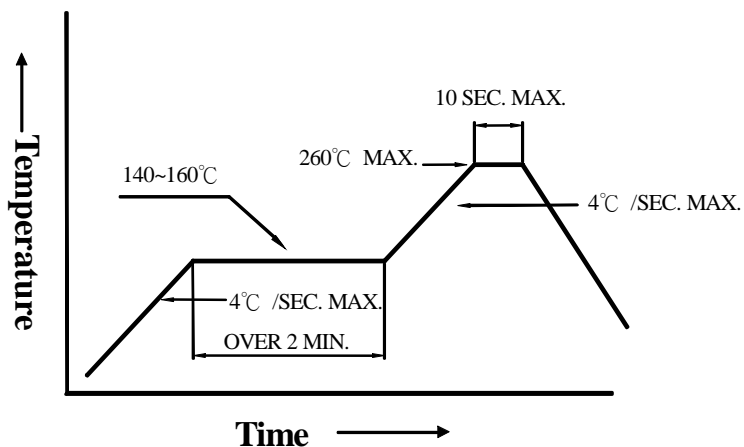 10 SEC. MAX.
260℃ MAX.
140~160℃
4℃ /SEC. MAX.
4℃ /SEC. MAX.
OVER 2 MIN.
Temperature
Time